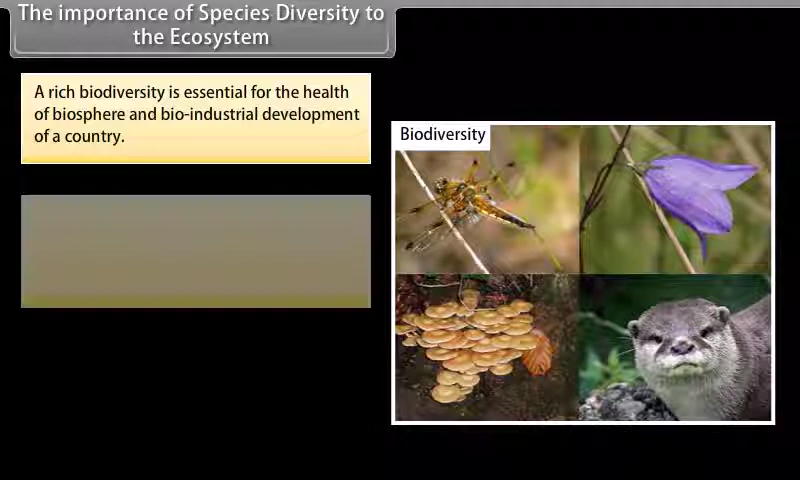 The importance of Species Diversity to
the Ecosystem
A rich biodiversity is essential for the health
of biosphere and bio-industrial development
of a country.
Biodiversity